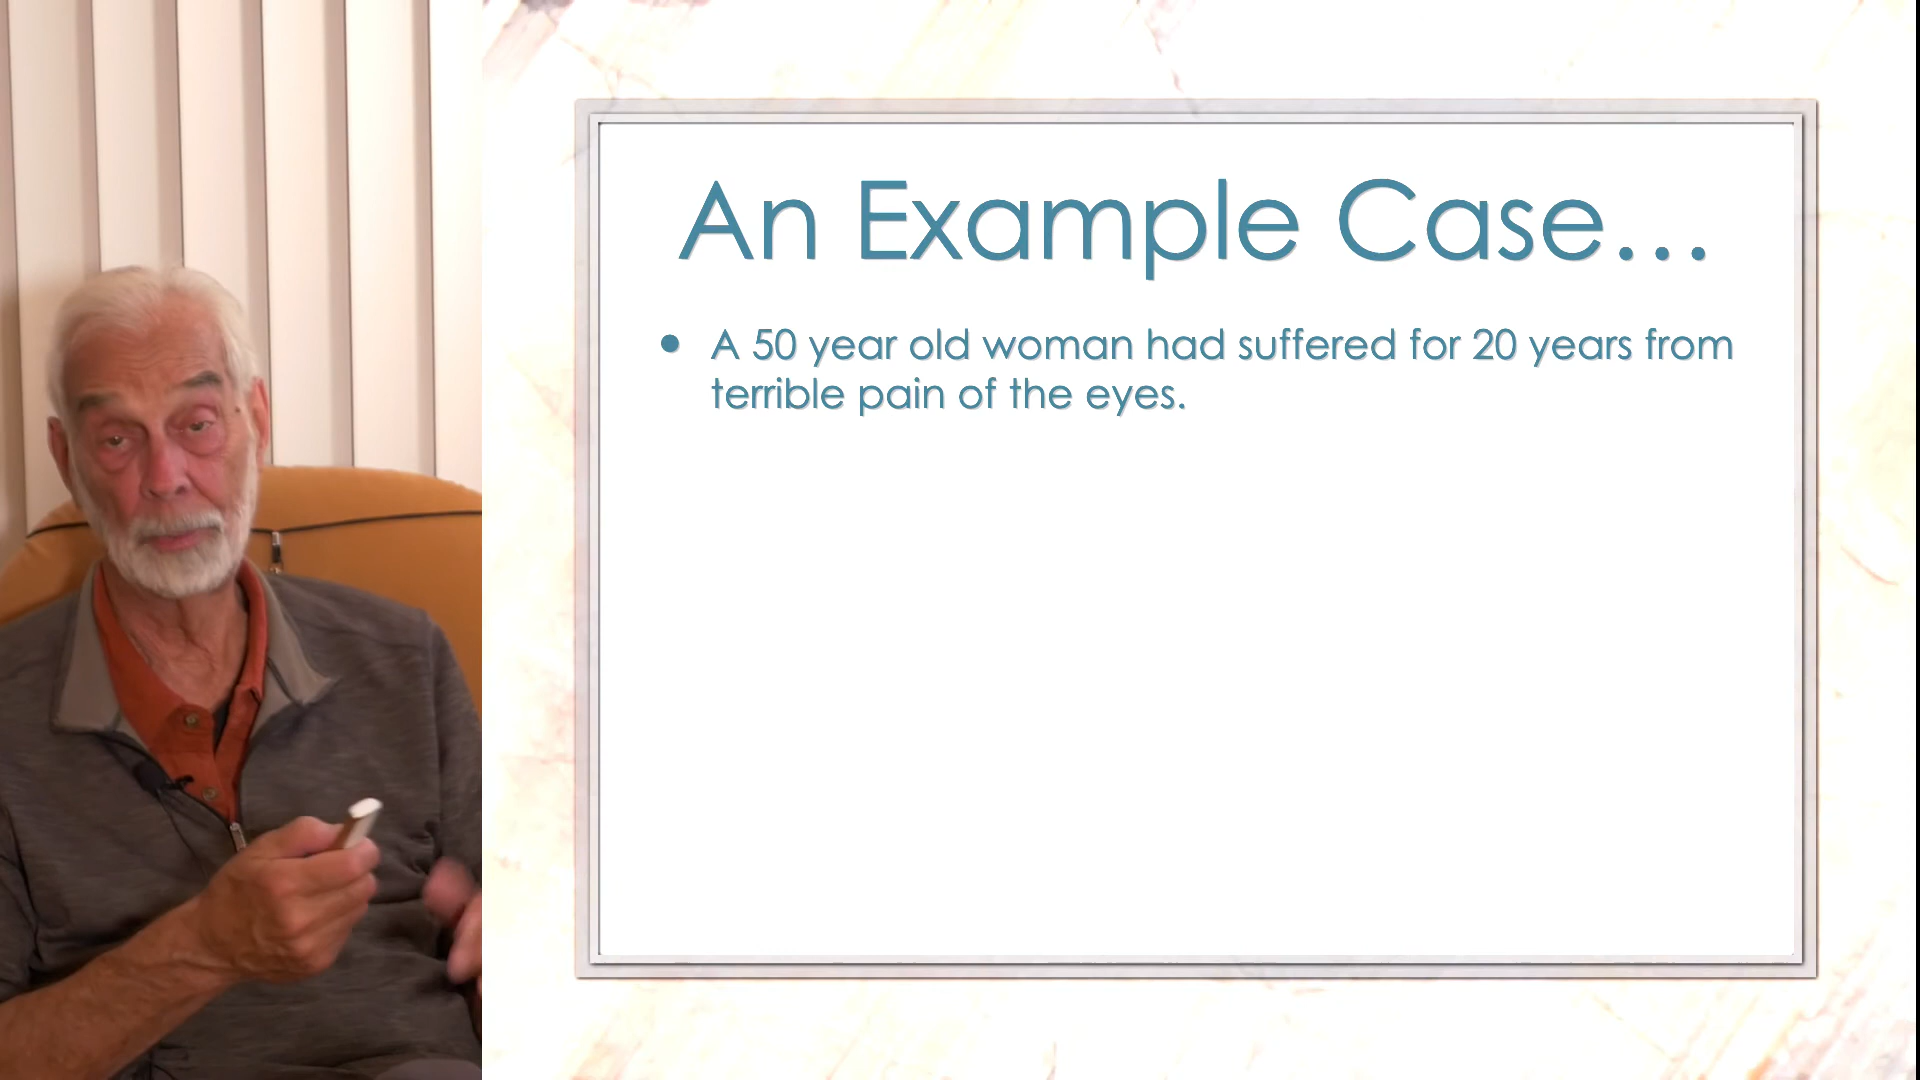 An Example Case...
• A 50 year old woman had suffered for 20 years from
terrible pain of the eyes.